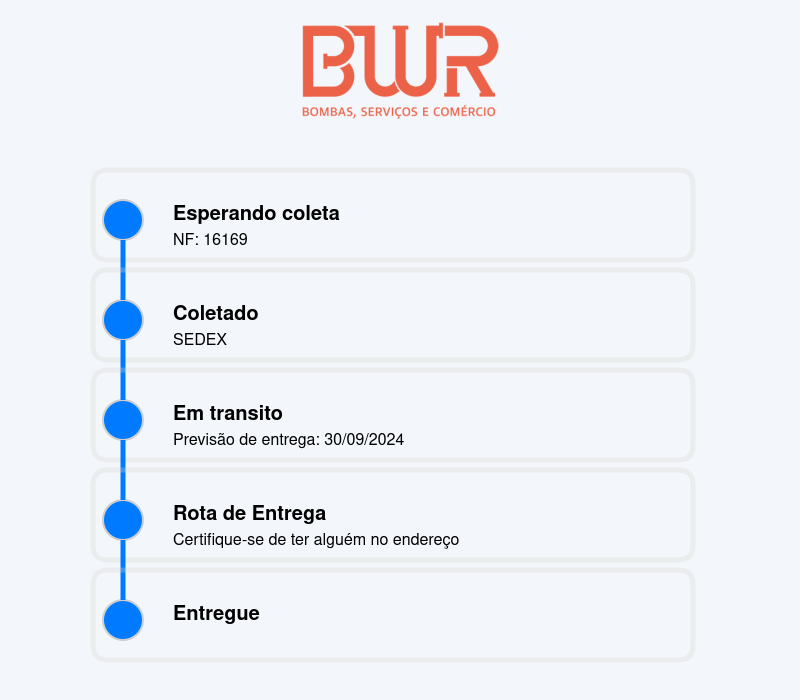 BWR
BOMBAS, SERVIÇOS E COMÉRCIO
Esperando coleta
NF: 16169
Coletado
SEDEX
Em transito
Previsão de entrega: 30/09/2024
Rota de Entrega
Certifique-se de ter alguém no endereço
Entregue